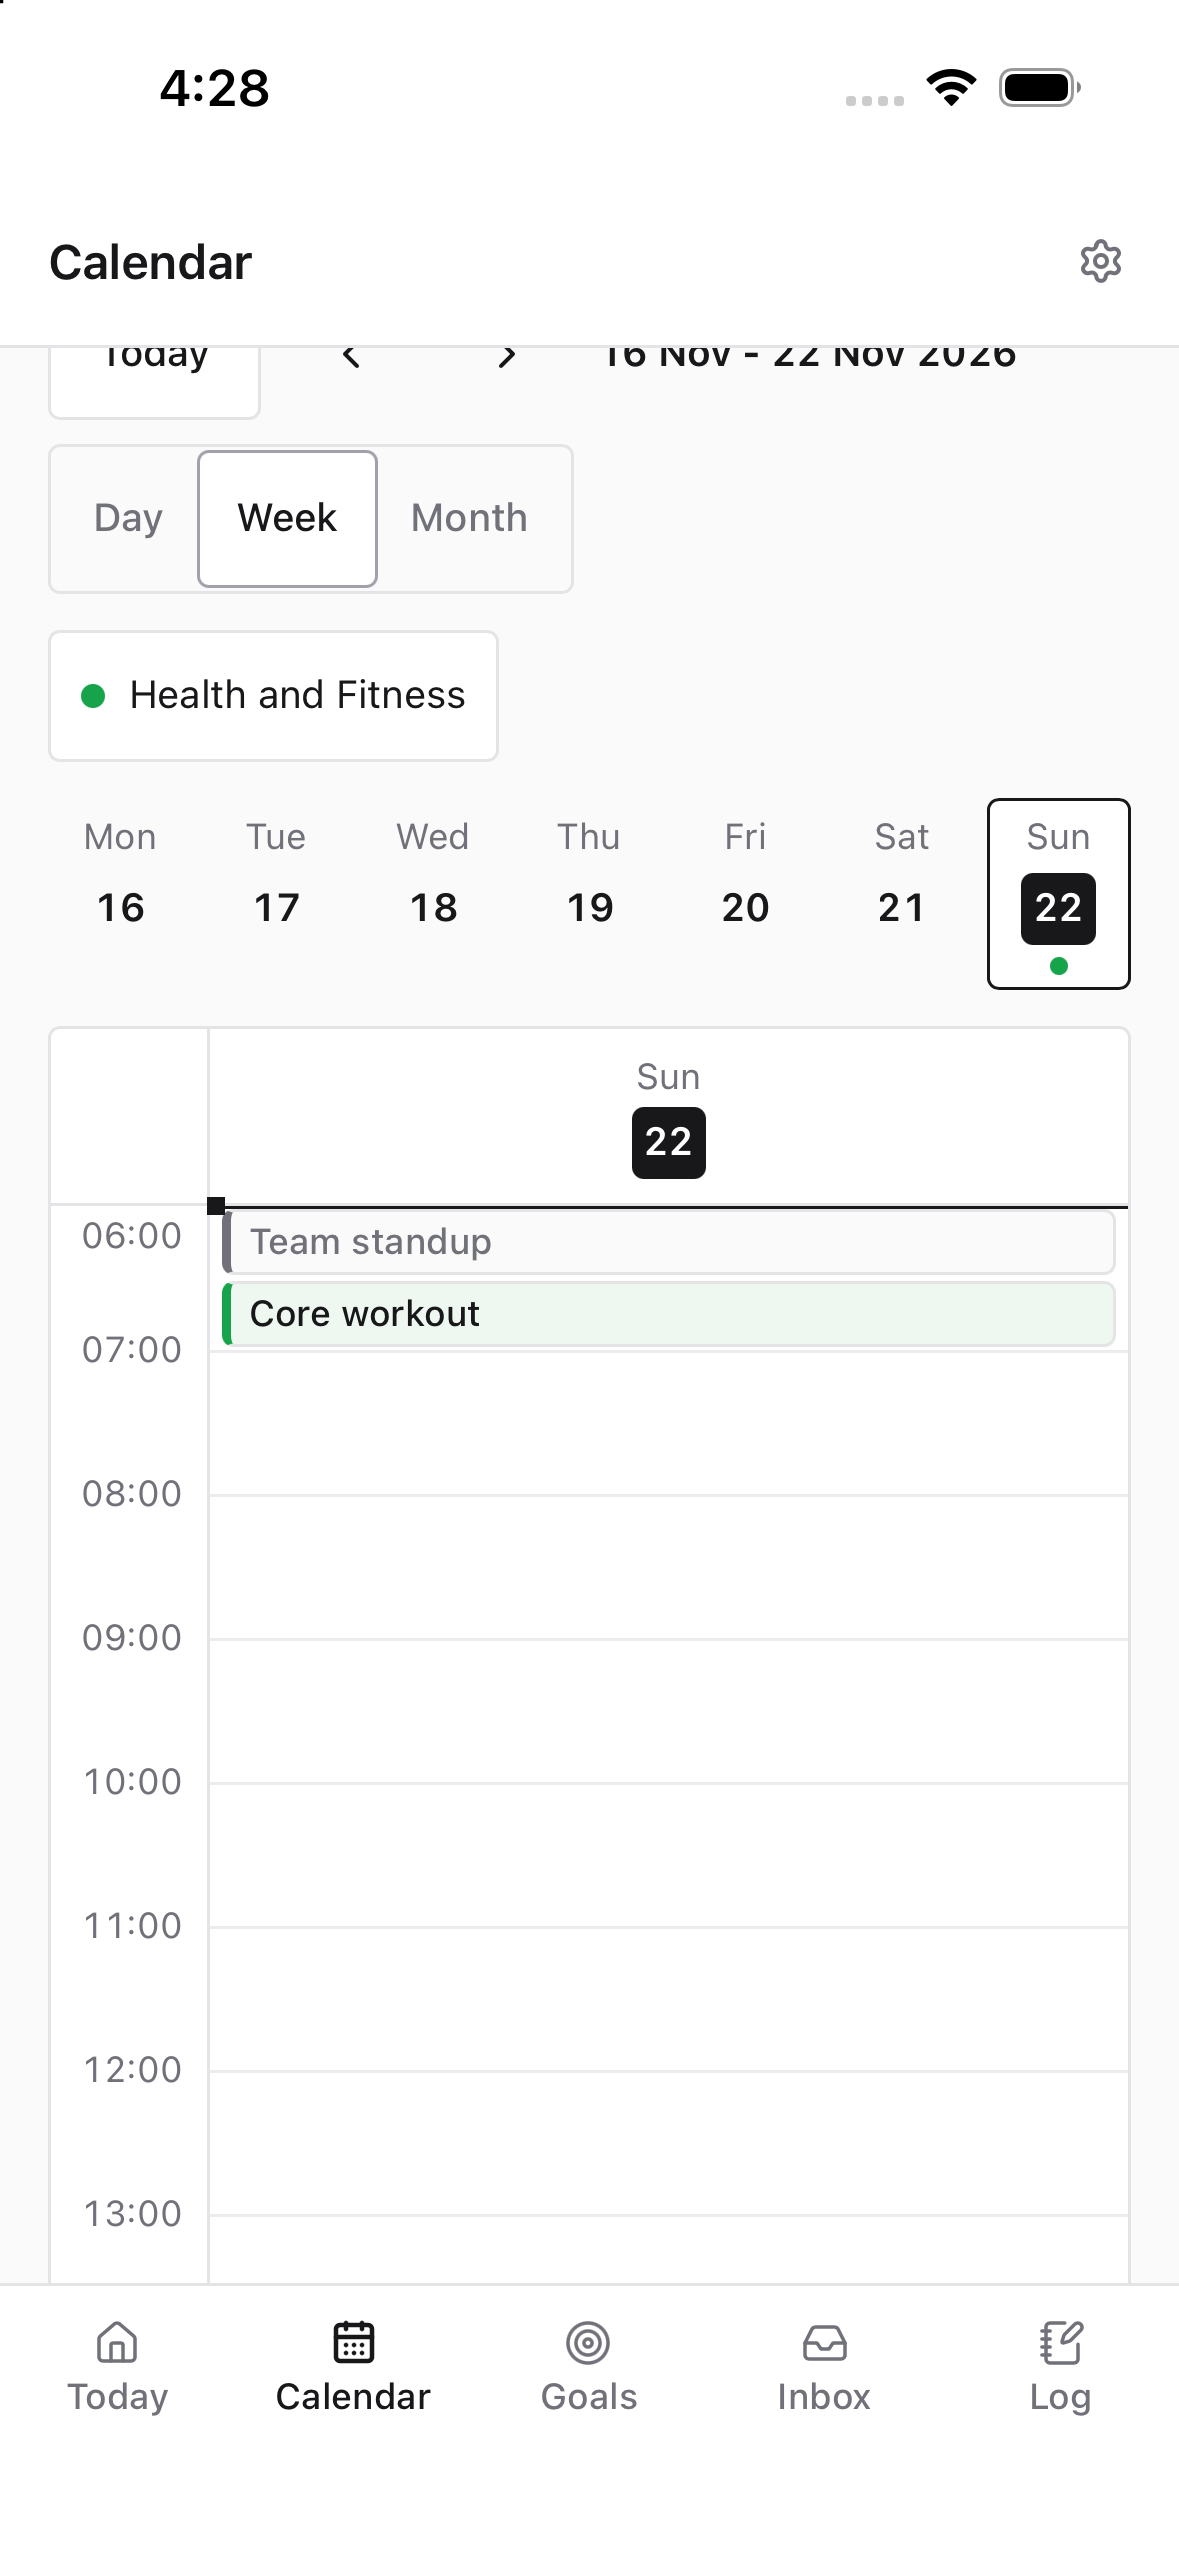 4:28
Calendar
Today 16 Nov - 22 Nov 2026
Day Week Month
Health and Fitness
Mon Tue Wed Thu Fri Sat Sun
16 17 18 19 20 21 22
Sun
22
06:00
Team standup
Core workout
07:00
08:00
09:00
10:00
11:00
12:00
13:00
Today Calendar Goals Inbox Log